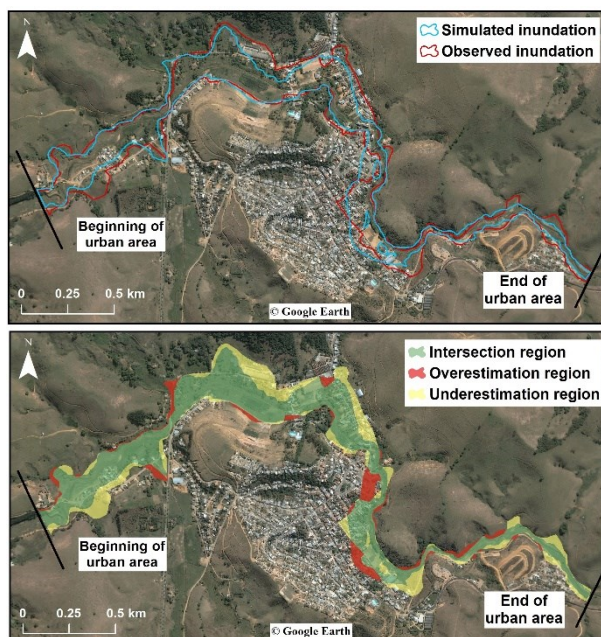 N
Simulated inundation
Observed inundation
Beginning of
urban area
End of
urban area
0 0.25 0.5 km
© Google Earth
N
Intersection region
Overestimation region
Underestimation region
Beginning of
urban area
End of
urban area
0 0.25 0.5 km
© Google Earth